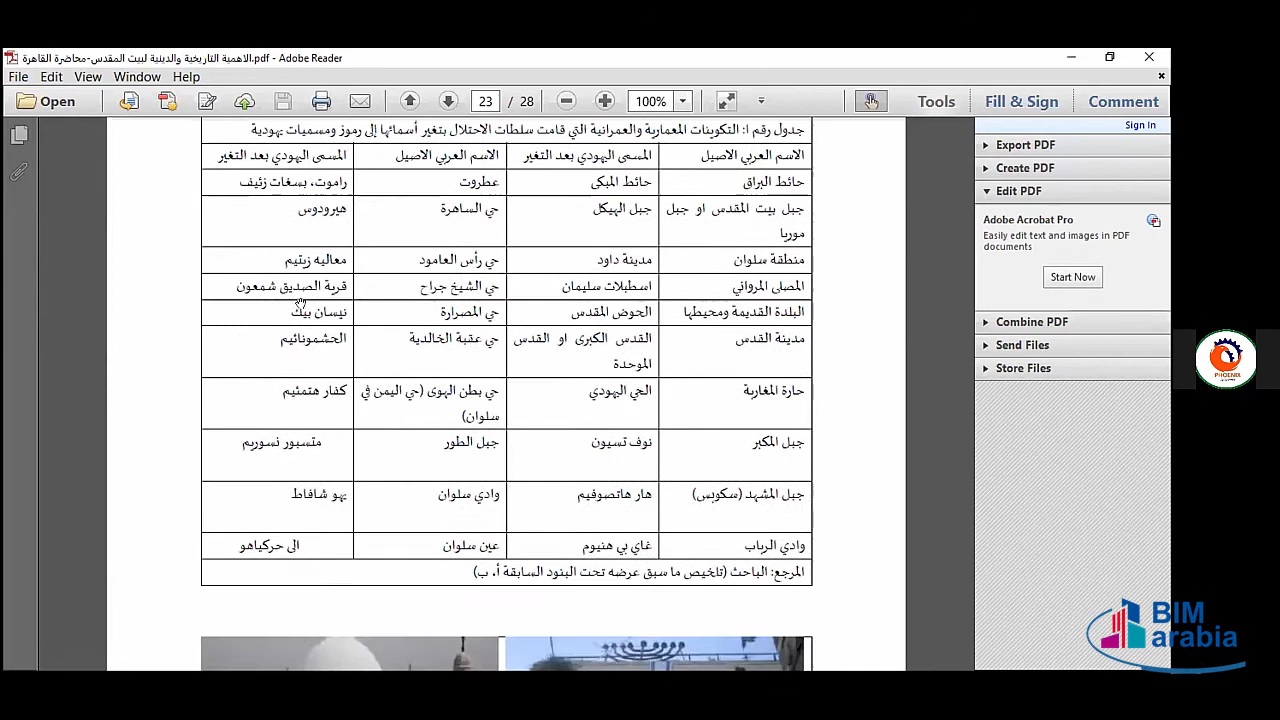 الاهمية التاريخية والدينية لبيت المقدس-محاضرة القاهرة.pdf - Adobe Reader
File Edit View Window Help
Open 23 / 28 100% Tools Fill & Sign Comment
Sign In
Export PDF
Create PDF
Edit PDF
Adobe Acrobat Pro
Easily edit text and images in PDF
documents
Start Now
Combine PDF
Send Files
Store Files
جدول رقم ١: التكوينات المعمارية والعمرانية التي قامت سلطات الاحتلال بتغير أسمائها إلى رموز ومسميات يهودية
الاسم العربي الاصيل المسمى اليهودي بعد التغير الاسم العربي الاصيل المسمى اليهودي بعد التغير
حائط البراق حائط المبكى عطروت راموت، بسغات زئيف
جبل بيت المقدس او جبل جبل الهيكل حي الساهرة هيرودوس
موريا
منطقة سلوان مدينة داود حي رأس العامود معاليه زيتيم
المصلى المرواني اسطبلات سليمان حي الشيخ جراح قرية الصديق شمعون
البلدة القديمة ومحيطها الحوض المقدس حي المصرارة نيسان بيك
مدينة القدس القدس الكبرى او القدس حي عقبة الخالدية الحشمونائيم
الموحدة
حارة المغاربة الحي اليهودي حي بطن الهوى (حي اليمن في كفار هتمنيم
سلوان)
جبل المكبر نوف تسيون جبل الطور متسبور نسوريم
جبل المشهد (سكوبس) هار هاتصوفيم وادي سلوان يهو شافاط
وادي الرباب غاي بي هنيوم عين سلوان الى حركياهو
المرجع: الباحث (تلخيص ما سبق عرضه تحت البنود السابقة أ، ب)
PHOENIX
BIM
arabia